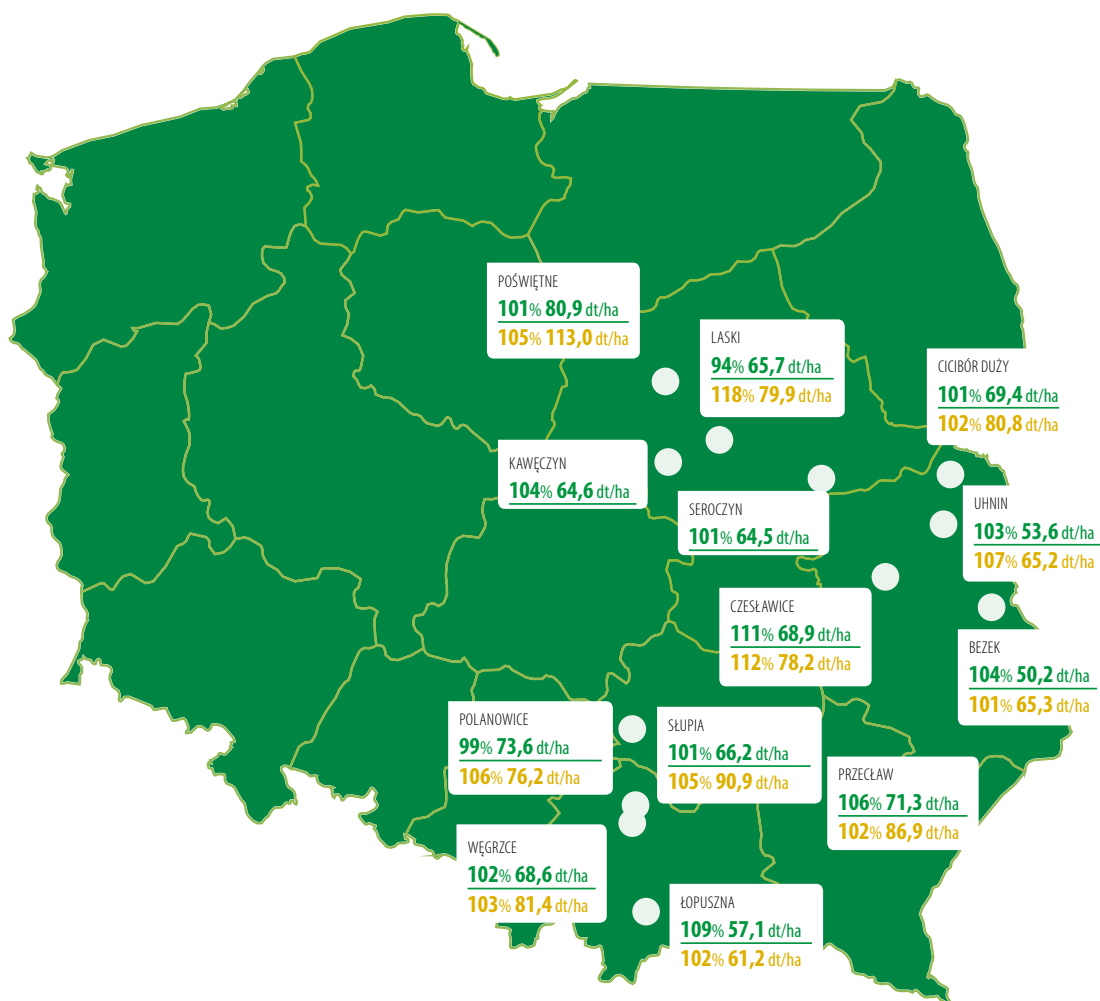 POŚWIĘTNE
101% 80,9 dt/ha
105% 113,0 dt/ha
LASKI
94% 65,7 dt/ha
118% 79,9 dt/ha
CICIBÓR DUŻY
101% 69,4 dt/ha
102% 80,8 dt/ha
KAWĘCZYN
104% 64,6 dt/ha
SEROCZYN
101% 64,5 dt/ha
UHNIN
103% 53,6 dt/ha
107% 65,2 dt/ha
CZESŁAWICE
111% 68,9 dt/ha
112% 78,2 dt/ha
BEZEK
104% 50,2 dt/ha
101% 65,3 dt/ha
POLANOWICE
99% 73,6 dt/ha
106% 76,2 dt/ha
SŁUPIA
101% 66,2 dt/ha
105% 90,9 dt/ha
PRZECŁAW
106% 71,3 dt/ha
102% 86,9 dt/ha
WĘGRZCE
102% 68,6 dt/ha
103% 81,4 dt/ha
ŁOPUSZNA
109% 57,1 dt/ha
102% 61,2 dt/ha